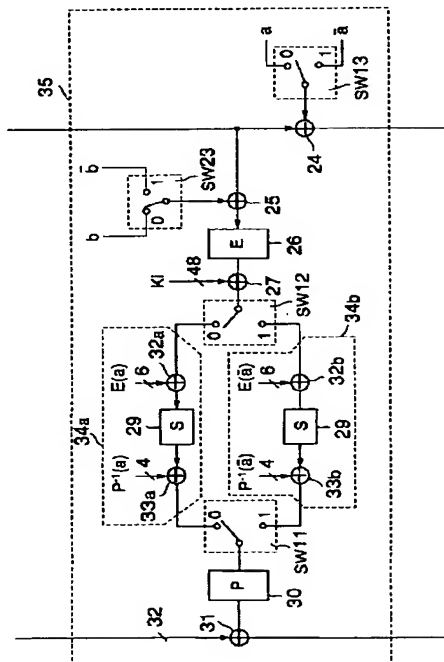 35
a
0
1
ā
SW13
24
b
b̄
0
1
SW23
25
E
26
Ki
48
27
SW12
0
1
34a
34b
E(a)
6
32a
E(ā)
6
32b
S
29
S
29
P⁻¹(a)
4
33a
P⁻¹(ā)
4
33b
0
1
SW11
P
30
32
31